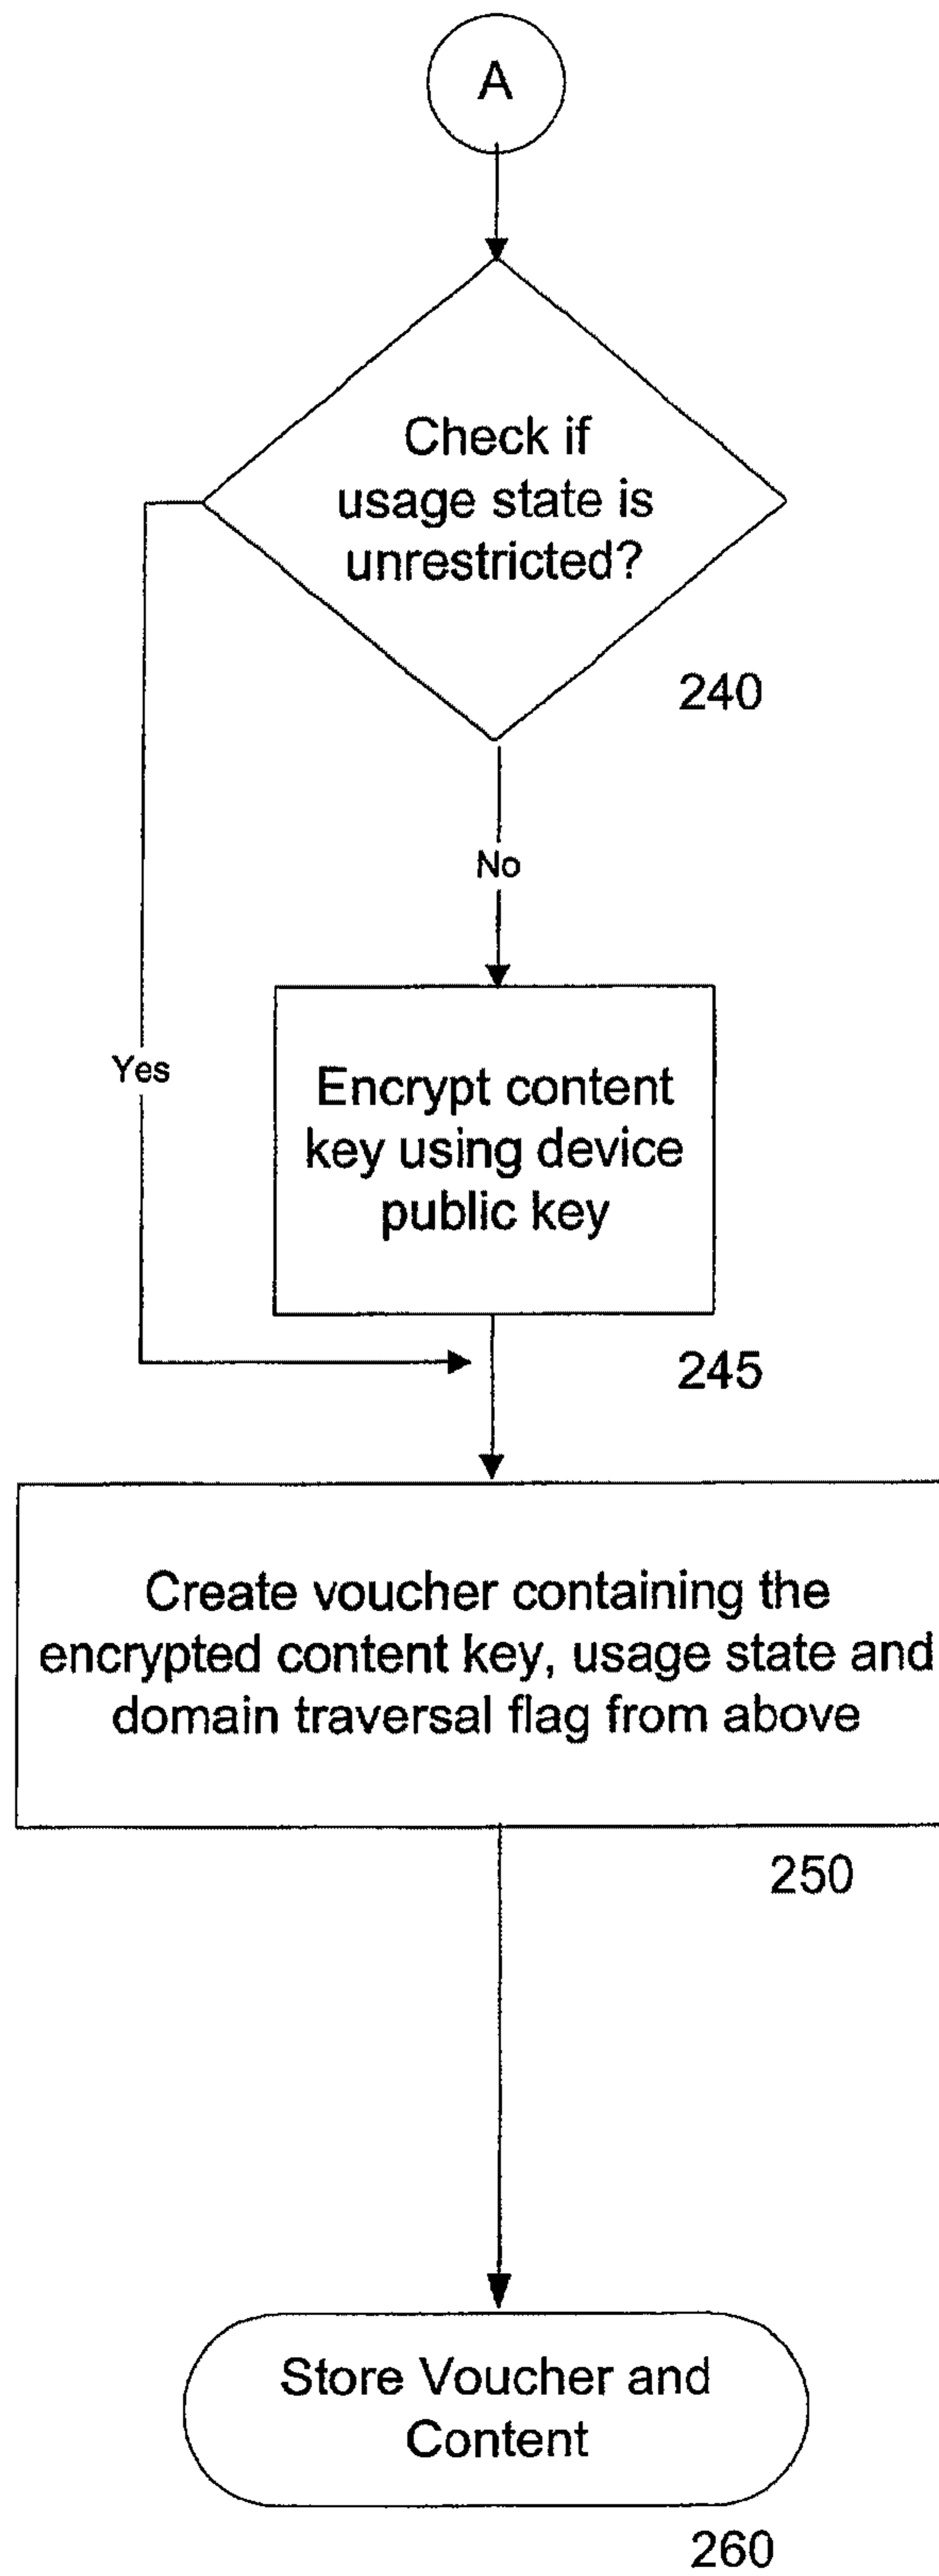 A
Check if
usage state is
unrestricted?
240
No
Yes
Encrypt content
key using device
public key
245
Create voucher containing the
encrypted content key, usage state and
domain traversal flag from above
250
Store Voucher and
Content
260